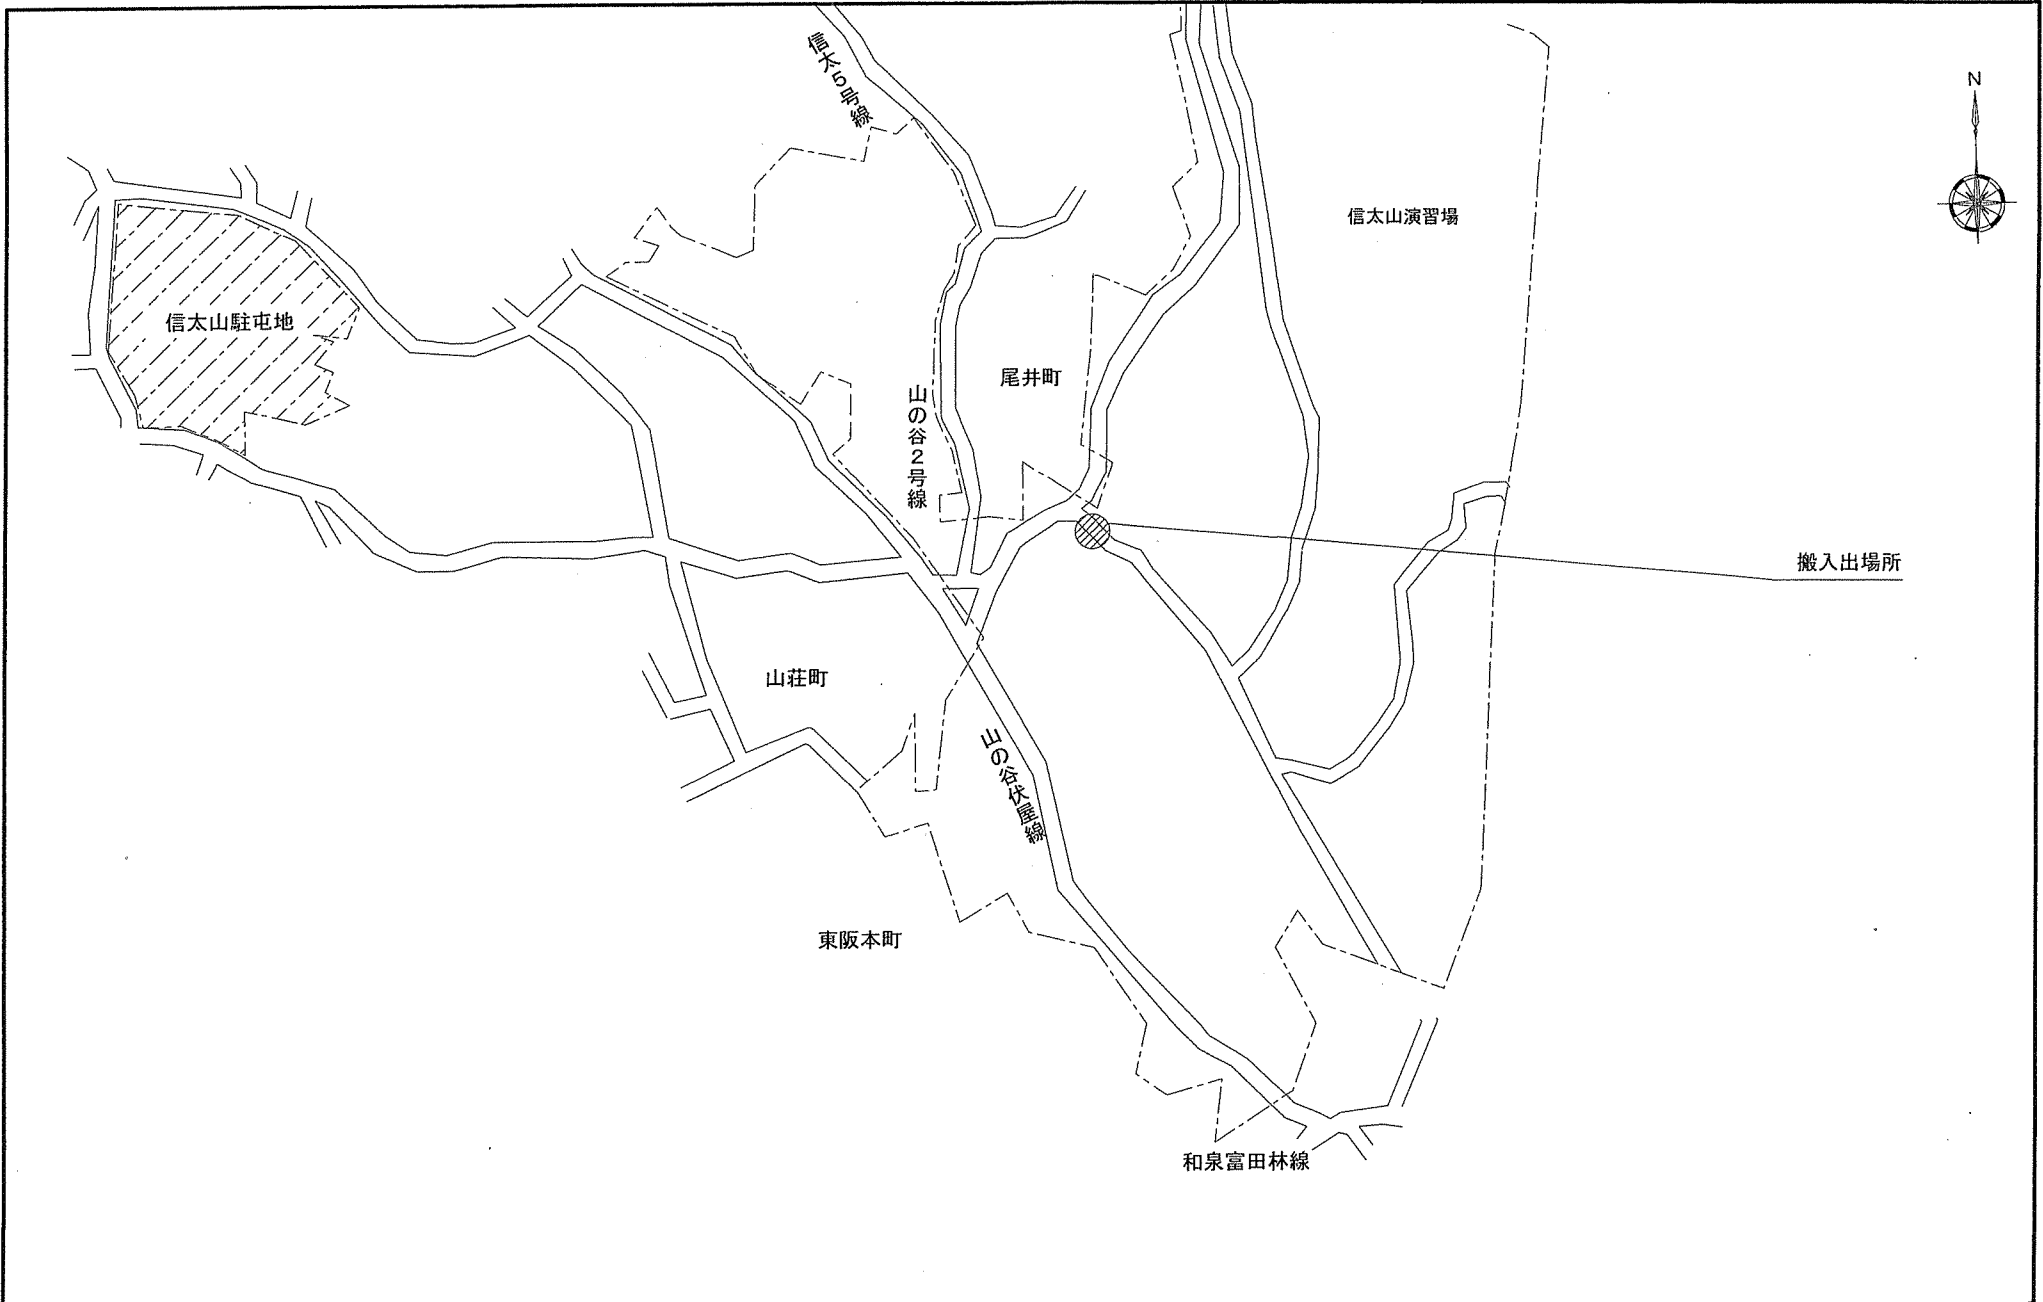 信太5号線
N
信太山演習場
信太山駐屯地
尾井町
山の谷2号線
搬入出場所
山荘町
山の谷伏屋線
東阪本町
和泉富田林線